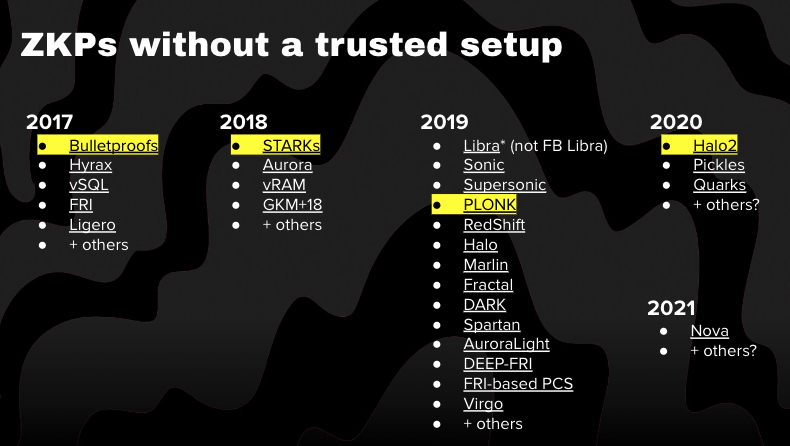 ZKPs without a trusted setup
2017
● Bulletproofs
● Hyrax
● vSQL
● FRI
● Ligero
● + others
2018
● STARKs
● Aurora
● vRAM
● GKM+18
● + others
2019
● Libra* (not FB Libra)
● Sonic
● Supersonic
● PLONK
● RedShift
● Halo
● Marlin
● Fractal
● DARK
● Spartan
● AuroraLight
● DEEP-FRI
● FRI-based PCS
● Virgo
● + others
2020
● Halo2
● Pickles
● Quarks
● + others?
2021
● Nova
● + others?